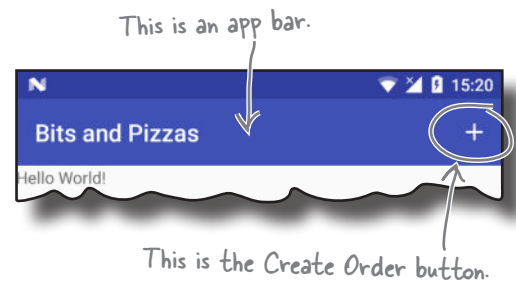 This is an app bar.
N 15:20
Bits and Pizzas +
Hello World!
This is the Create Order button.